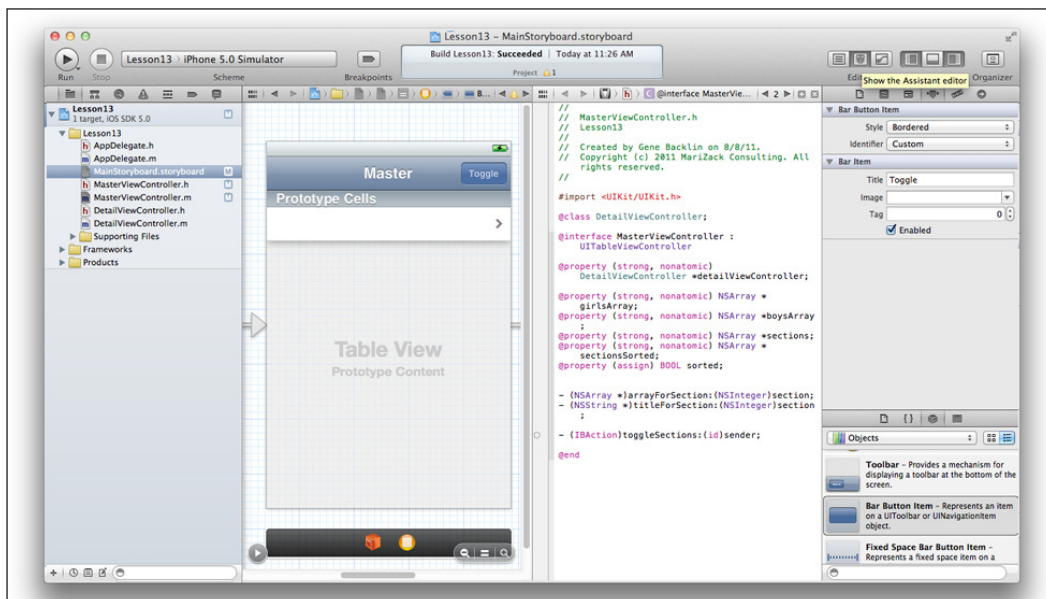 Lesson13 – MainStoryboard.storyboard
Run
Stop
Lesson13 › iPhone 5.0 Simulator
Scheme
Breakpoints
Build Lesson13: Succeeded | Today at 11:26 AM
Project 1
Show the Assistant editor
Organizer
Lesson13
1 target, iOS SDK 5.0
M
Lesson13
AppDelegate.h
AppDelegate.m
MainStoryboard.storyboard M
MasterViewController.h M
MasterViewController.m M
DetailViewController.h
DetailViewController.m
Supporting Files
Frameworks
Products
B...
Master
Toggle
Prototype Cells
Table View
Prototype Content
@interface MasterVie...
2
//
// MasterViewController.h
// Lesson13
//
// Created by Gene Backlin on 8/8/11.
// Copyright (c) 2011 MariZack Consulting. All
rights reserved.
//
#import <UIKit/UIKit.h>
@class DetailViewController;
@interface MasterViewController :
UITableViewController
@property (strong, nonatomic)
DetailViewController *detailViewController;
@property (strong, nonatomic) NSArray *
girlsArray;
@property (strong, nonatomic) NSArray *boysArray
;
@property (strong, nonatomic) NSArray *sections;
@property (strong, nonatomic) NSArray *
sectionsSorted;
@property (assign) BOOL sorted;
- (NSArray *)arrayForSection:(NSInteger)section;
- (NSString *)titleForSection:(NSInteger)section
;
- (IBAction)toggleSections:(id)sender;
@end
Bar Button Item
Style Bordered
Identifier Custom
Bar Item
Title Toggle
Image
Tag 0
Enabled
{}
Objects
Toolbar – Provides a mechanism for
displaying a toolbar at the bottom of the
screen.
Bar Button Item – Represents an item
on a UIToolbar or UINavigationItem
object.
Fixed Space Bar Button Item –
Represents a fixed space item on a